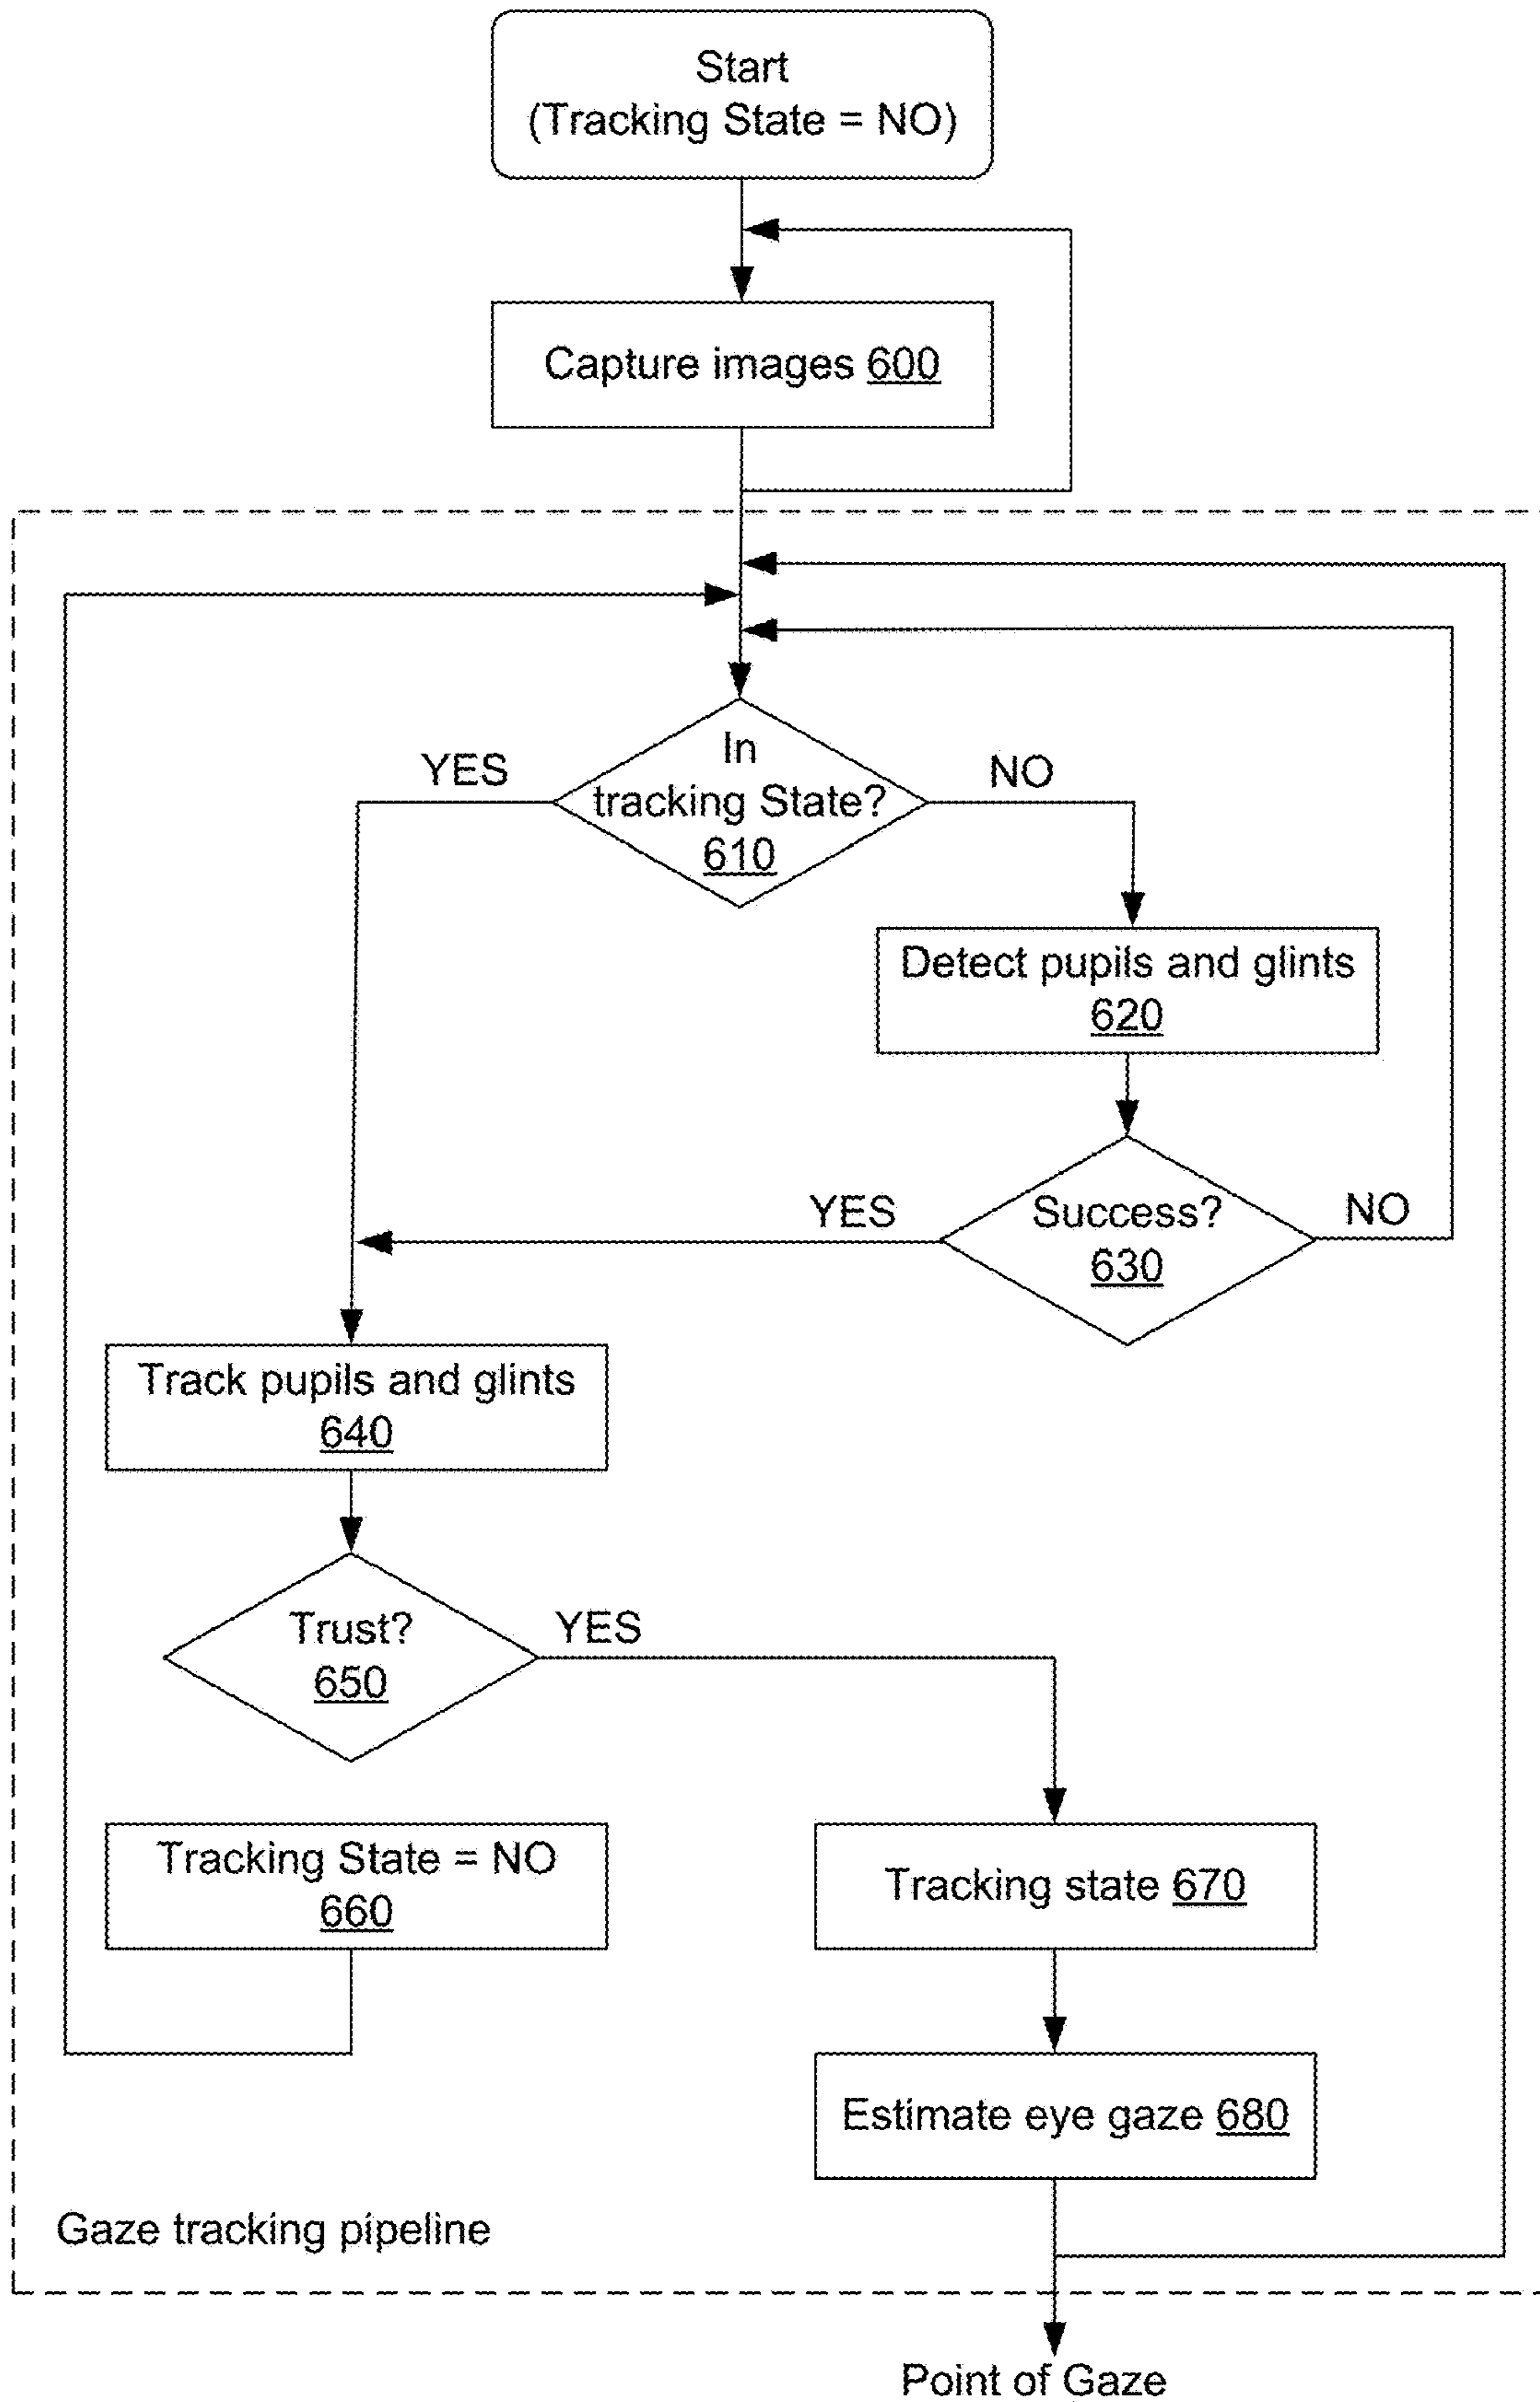 Start
(Tracking State = NO)
Capture images 600
In
tracking State?
610
YES
NO
Detect pupils and glints
620
Success?
630
YES
NO
Track pupils and glints
640
Trust?
650
YES
Tracking State = NO
660
Tracking state 670
Estimate eye gaze 680
Gaze tracking pipeline
Point of Gaze